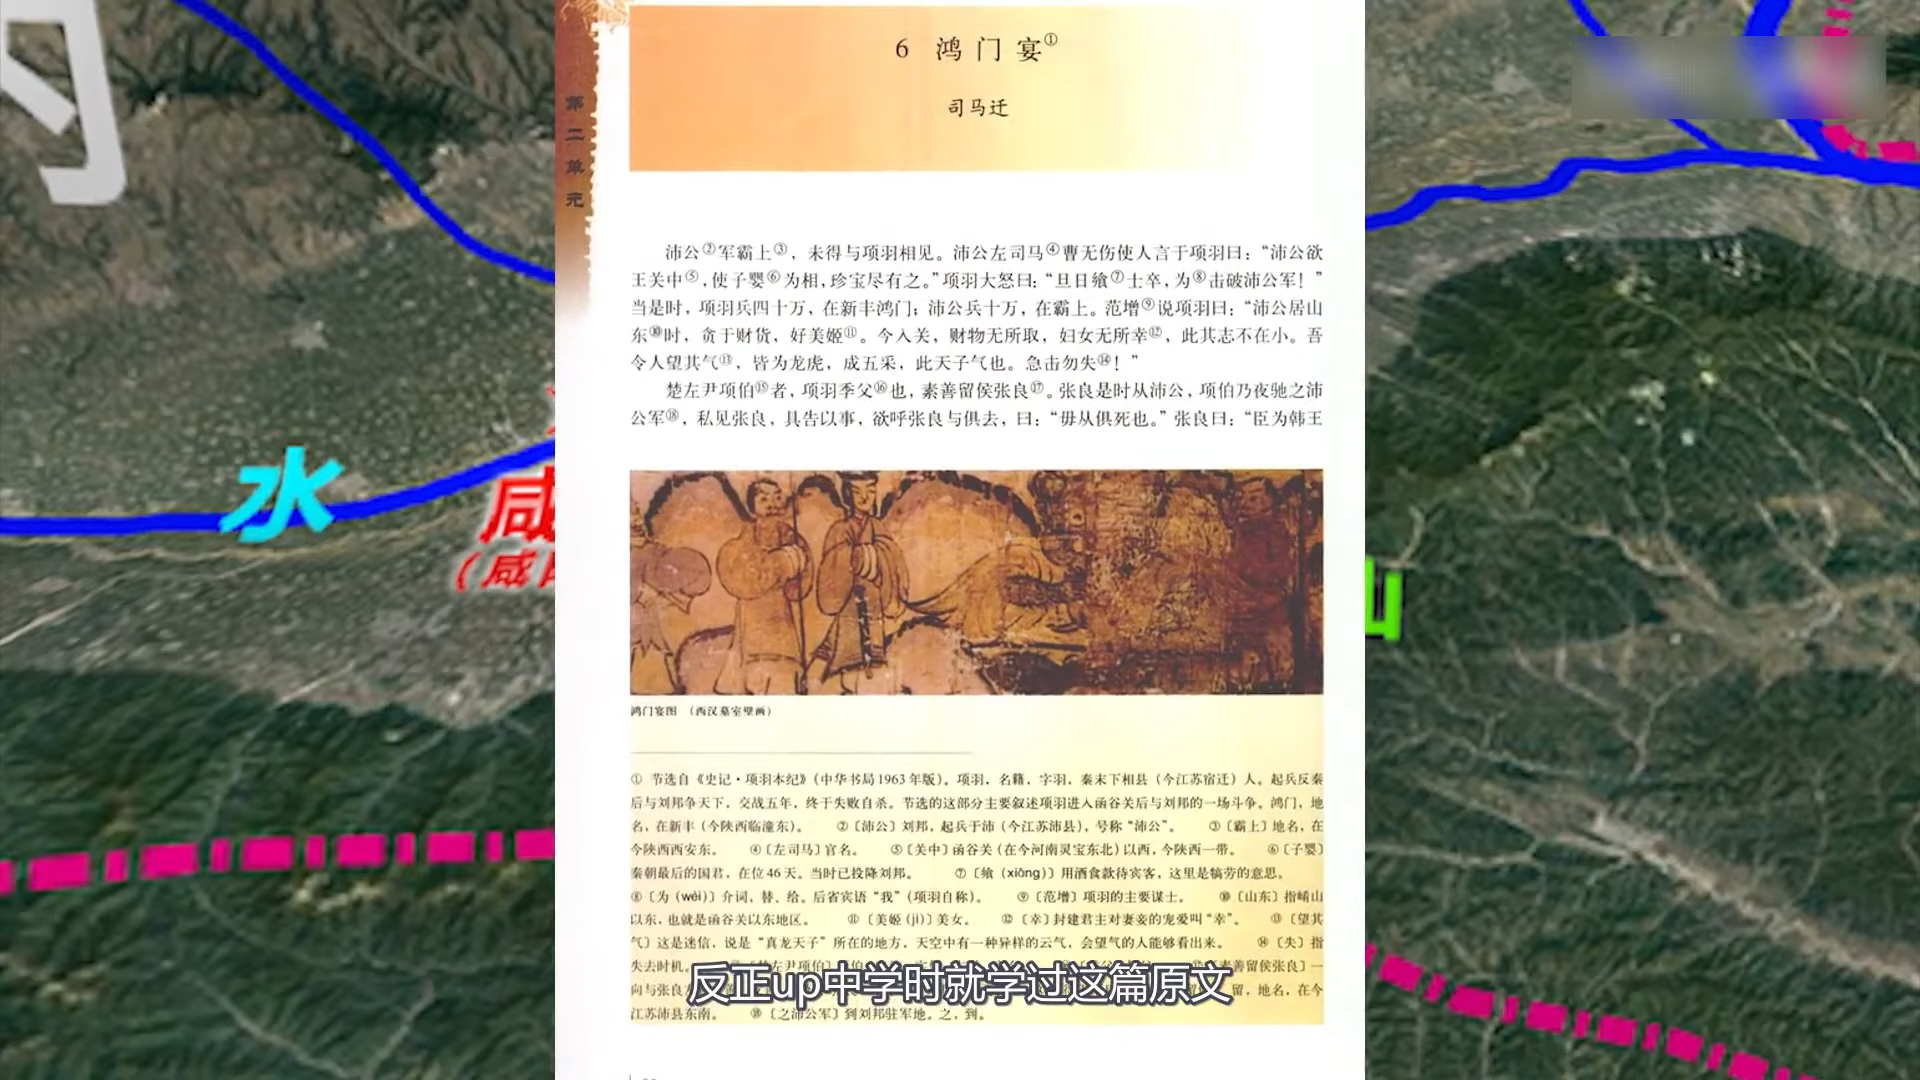 6 鸿门宴①
司马迁
第二单元
沛公②军霸上③，未得与项羽相见。沛公左司马④曹无伤使人言于项羽曰：“沛公欲
王关中⑤，使子婴⑥为相，珍宝尽有之。”项羽大怒曰：“旦日飨⑦士卒，为⑧击破沛公军！”
当是时，项羽兵四十万，在新丰鸿门；沛公兵十万，在霸上。范增⑨说项羽曰：“沛公居山
东⑩时，贪于财货，好美姬⑪。今入关，财物无所取，妇女无所幸⑫，此其志不在小。吾
令人望其气⑬，皆为龙虎，成五采，此天子气也。急击勿失⑭！”
楚左尹项伯⑮者，项羽季父⑯也，素善留侯张良⑰。张良是时从沛公，项伯乃夜驰之沛
公军⑱，私见张良，具告以事，欲呼张良与俱去，曰：“毋从俱死也。”张良曰：“臣为韩王
水
咸
（咸
山
鸿门宴图 （西汉墓室壁画）
① 节选自《史记·项羽本纪》（中华书局1963年版）。项羽，名籍，字羽，秦末下相县（今江苏宿迁）人。起兵反秦
后与刘邦争天下，交战五年，终于失败自杀。节选的这部分主要叙述项羽进入函谷关后与刘邦的一场斗争。鸿门，地
名，在新丰（今陕西临潼东）。 ②〔沛公〕刘邦，起兵于沛（今江苏沛县），号称“沛公”。 ③〔霸上〕地名，在
今陕西西安东。 ④〔左司马〕官名。 ⑤〔关中〕函谷关（在今河南灵宝东北）以西，今陕西一带。 ⑥〔子婴〕
秦朝最后的国君，在位46天。当时已投降刘邦。 ⑦〔飨（xiǎng）〕用酒食款待宾客，这里是犒劳的意思。
⑧〔为（wèi）〕介词，替、给。后省宾语“我”（项羽自称）。 ⑨〔范增〕项羽的主要谋士。 ⑩〔山东〕指崤山
以东，也就是函谷关以东地区。 ⑪〔美姬（jī）〕美女。 ⑫〔幸〕封建君主对妻妾的宠爱叫“幸”。 ⑬〔望其
气〕这是迷信，说是“真龙天子”所在的地方，天空中有一种异样的云气，会望气的人能够看出来。 ⑭〔失〕指
失去时机。 楚左尹项伯〕 素善留侯张良〕一
向与张良 留，地名，在今
江苏沛县东南。 ⑱〔之沛公军〕到刘邦驻军地。之，到。
反正up中学时就学过这篇原文